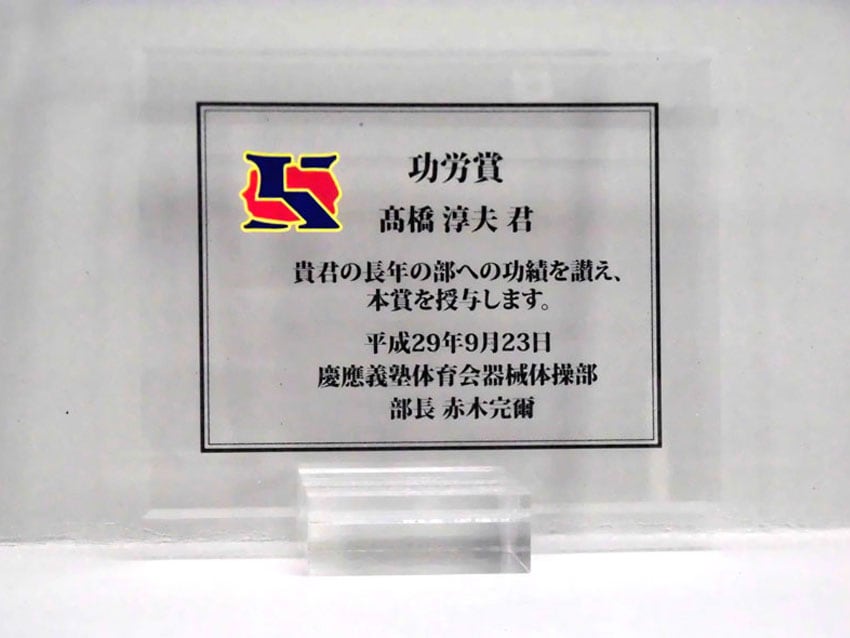 功労賞
髙橋 淳夫 君
貴君の長年の部への功績を讃え、
本賞を授与します。
平成29年9月23日
慶應義塾体育会器械体操部
部長 赤木完爾